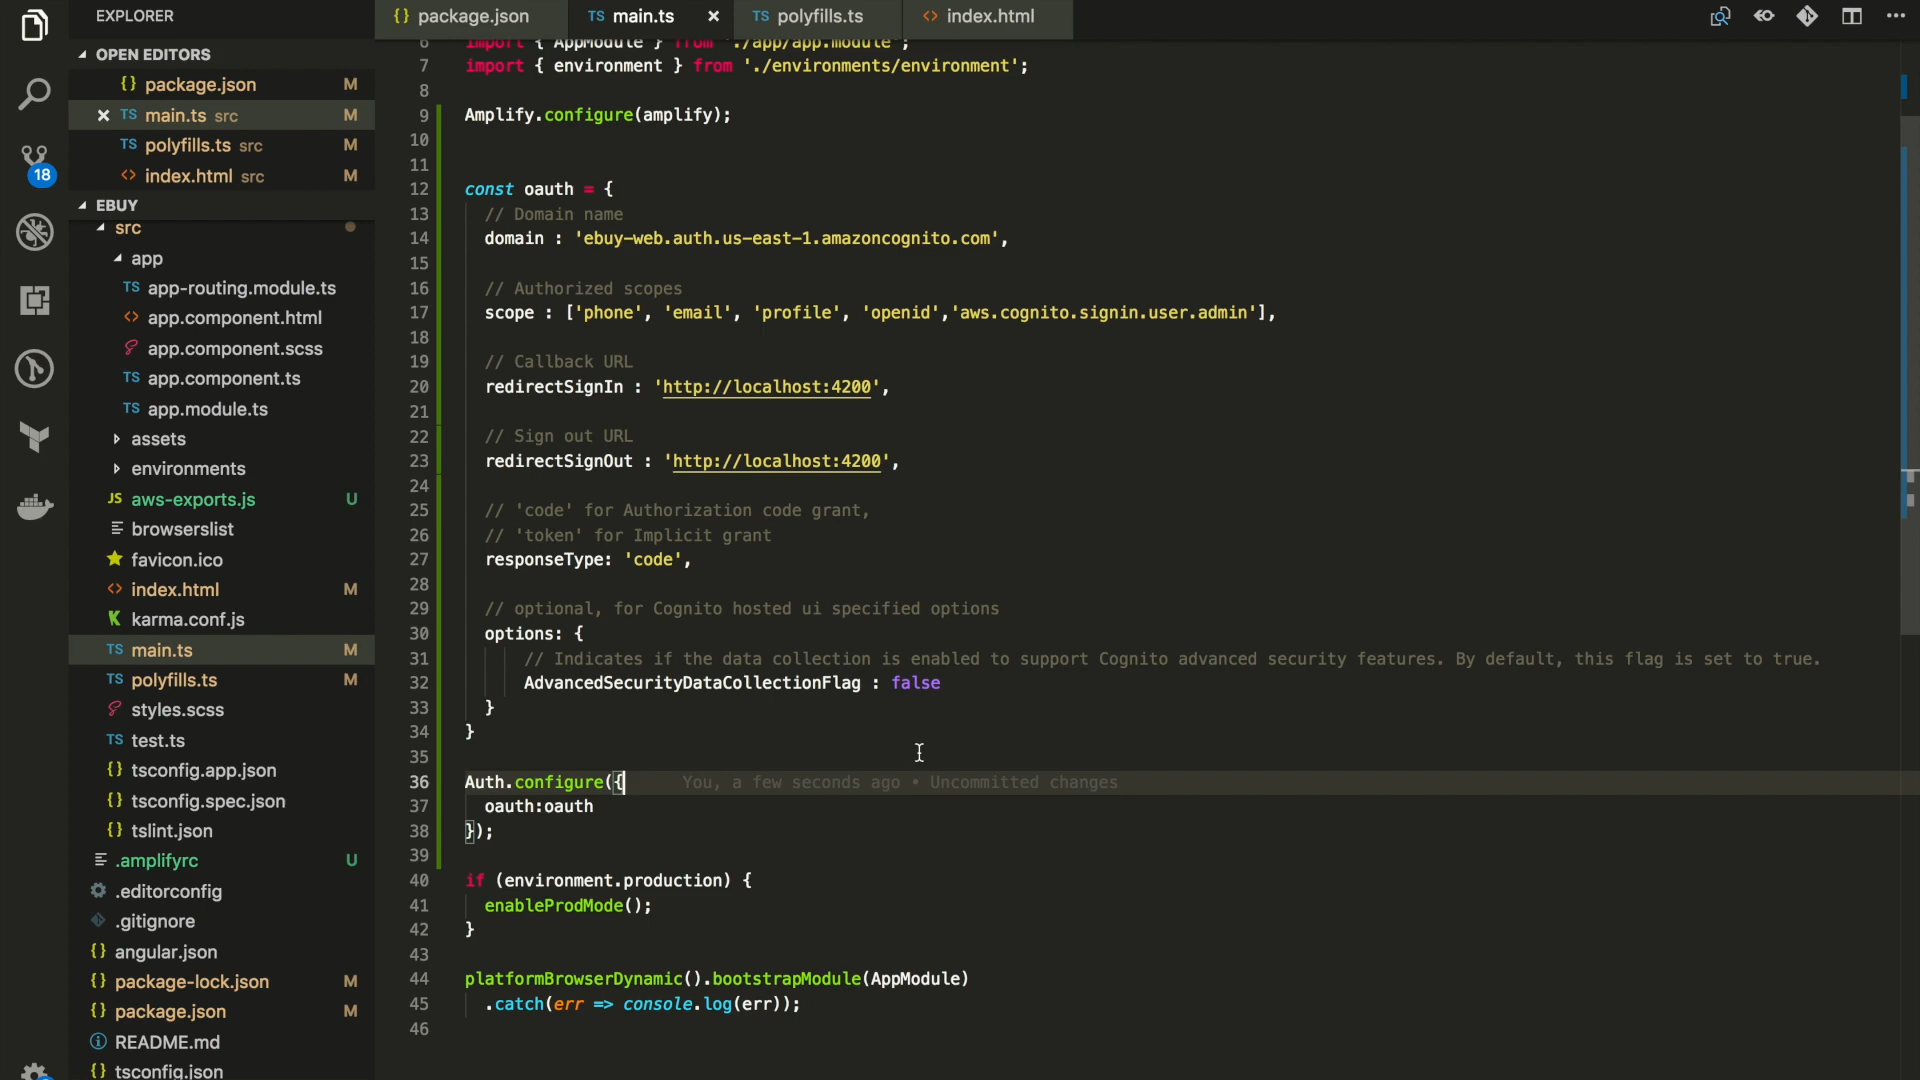 EXPLORER
OPEN EDITORS
{} package.json M
× TS main.ts src M
TS polyfills.ts src M
<> index.html src M
18
EBUY
src
app
TS app-routing.module.ts
<> app.component.html
app.component.scss
TS app.component.ts
TS app.module.ts
assets
environments
JS aws-exports.js U
browserslist
favicon.ico
<> index.html M
K karma.conf.js
TS main.ts M
TS polyfills.ts M
styles.scss
TS test.ts
{} tsconfig.app.json
{} tsconfig.spec.json
{} tslint.json
.amplifyrc U
.editorconfig
.gitignore
{} angular.json
{} package-lock.json M
{} package.json M
README.md
{} tsconfig.json
{} package.json TS main.ts × TS polyfills.ts <> index.html
6 import { AppModule } from './app/app.module';
7 import { environment } from './environments/environment';
8
9 Amplify.configure(amplify);
10
11
12 const oauth = {
13 // Domain name
14 domain : 'ebuy-web.auth.us-east-1.amazoncognito.com',
15
16 // Authorized scopes
17 scope : ['phone', 'email', 'profile', 'openid','aws.cognito.signin.user.admin'],
18
19 // Callback URL
20 redirectSignIn : 'http://localhost:4200',
21
22 // Sign out URL
23 redirectSignOut : 'http://localhost:4200',
24
25 // 'code' for Authorization code grant,
26 // 'token' for Implicit grant
27 responseType: 'code',
28
29 // optional, for Cognito hosted ui specified options
30 options: {
31 // Indicates if the data collection is enabled to support Cognito advanced security features. By default, this flag is set to true.
32 AdvancedSecurityDataCollectionFlag : false
33 }
34 }
35
36 Auth.configure({ You, a few seconds ago • Uncommitted changes
37 oauth:oauth
38 });
39
40 if (environment.production) {
41 enableProdMode();
42 }
43
44 platformBrowserDynamic().bootstrapModule(AppModule)
45 .catch(err => console.log(err));
46